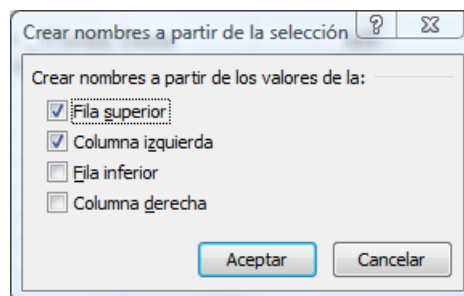 Crear nombres a partir de la selección
Crear nombres a partir de los valores de la:
Fila superior
Columna izquierda
Fila inferior
Columna derecha
Aceptar
Cancelar